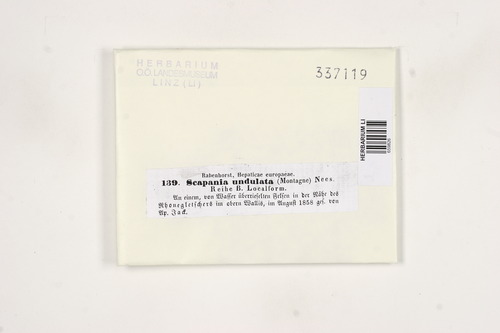 HERBARIUM
OÖ LANDESMUSEUM
LINZ (LI)
337119
HERBARIUM LI
Rabenhorst, Hepaticae europaeae.
139. Scapania undulata (Montagne) Nees.
Reihe B. Localform.
An einem, von Wasser überrieselten Felsen in der Nähe des
Rhonegletschers im obern Wallis, im August 1858 ges. von
Ap. Jack.